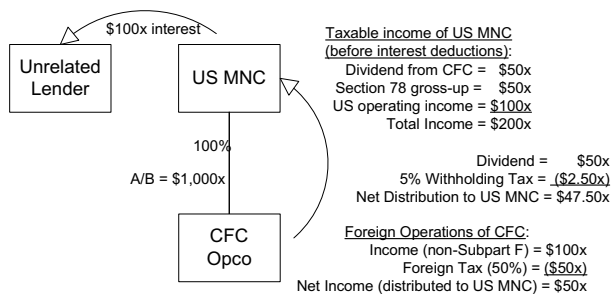 $100x interest
Unrelated
Lender
US MNC
100%
A/B = $1,000x
CFC
Opco
Taxable income of US MNC
(before interest deductions):
Dividend from CFC = $50x
Section 78 gross-up = $50x
US operating income = $100x
Total Income = $200x
Dividend = $50x
5% Withholding Tax = ($2.50x)
Net Distribution to US MNC = $47.50x
Foreign Operations of CFC:
Income (non-Subpart F) = $100x
Foreign Tax (50%) = ($50x)
Net Income (distributed to US MNC) = $50x